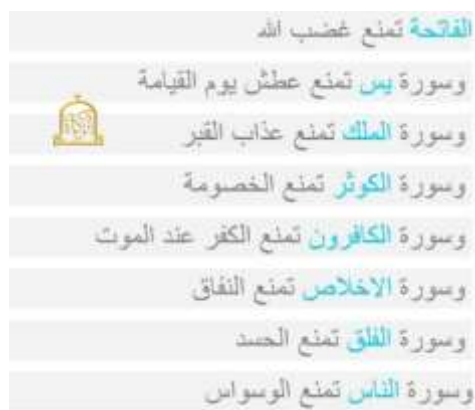 الفاتحة تمنع غضب الله
وسورة يس تمنع عطش يوم القيامة
وسورة الملك تمنع عذاب القبر
وسورة الكوثر تمنع الخصومة
وسورة الكافرون تمنع الكفر عند الموت
وسورة الاخلاص تمنع النفاق
وسورة الفلق تمنع الحسد
وسورة الناس تمنع الوسواس